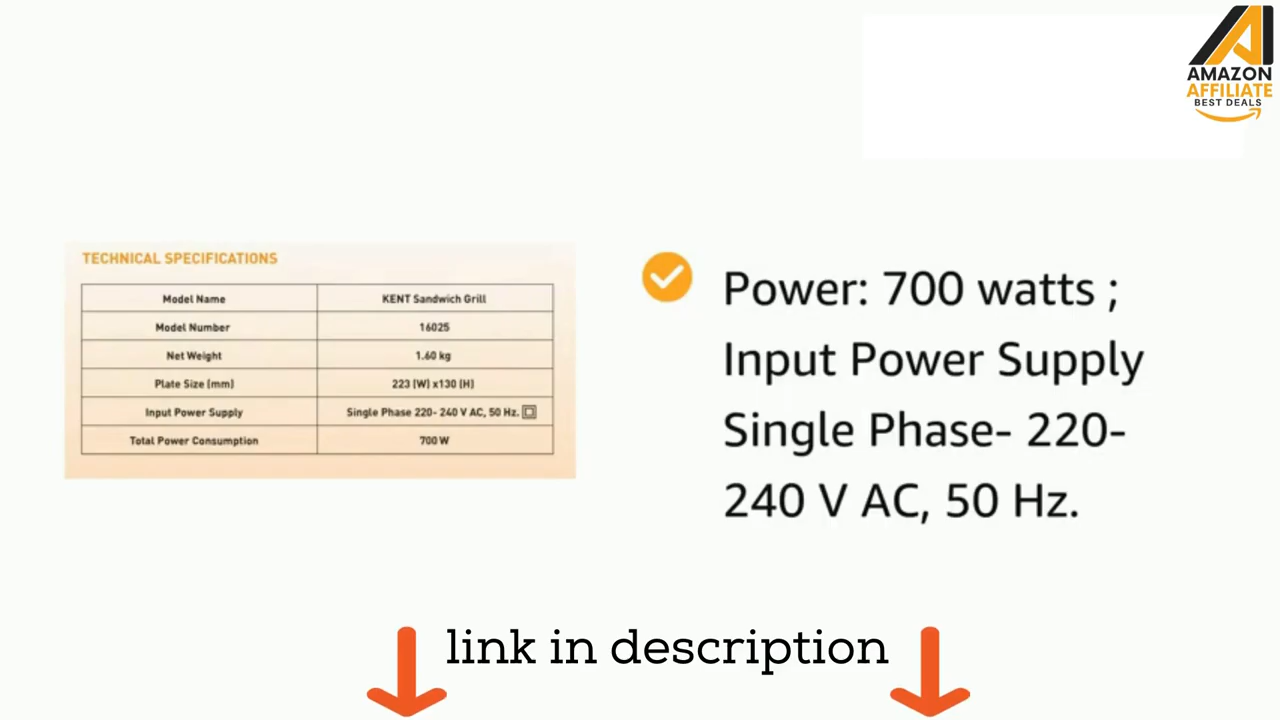 AMAZON
AFFILIATE
BEST DEALS
TECHNICAL SPECIFICATIONS
Model Name KENT Sandwich Grill
Model Number 16025
Net Weight 1.60 kg
Plate Size (mm) 223 (W) x130 (H)
Input Power Supply Single Phase 220- 240 V AC, 50 Hz.
Total Power Consumption 700 W
Power: 700 watts ;
Input Power Supply
Single Phase- 220-
240 V AC, 50 Hz.
link in description